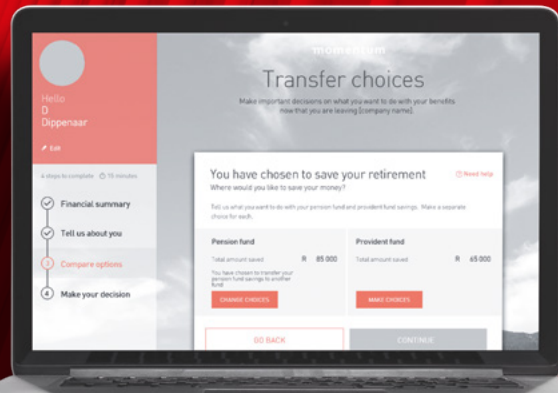 momentum
Transfer choices
Make important decisions on what you want to do with your benefits
now that you are leaving [company name].
Hello
D
Dippenaar
Edit
4 steps to complete 15 minutes
Financial summary
Tell us about you
3 Compare options
4 Make your decision
You have chosen to save your retirement
Need help
Where would you like to save your money?
Tell us what you want to do with your pension fund and provident fund savings. Make a separate
choice for each.
Pension fund
Total amount saved R 85 000
You have chosen to transfer your
pension fund savings to another
fund
CHANGE CHOICES
Provident fund
Total amount saved R 65 000
MAKE CHOICES
GO BACK
CONTINUE